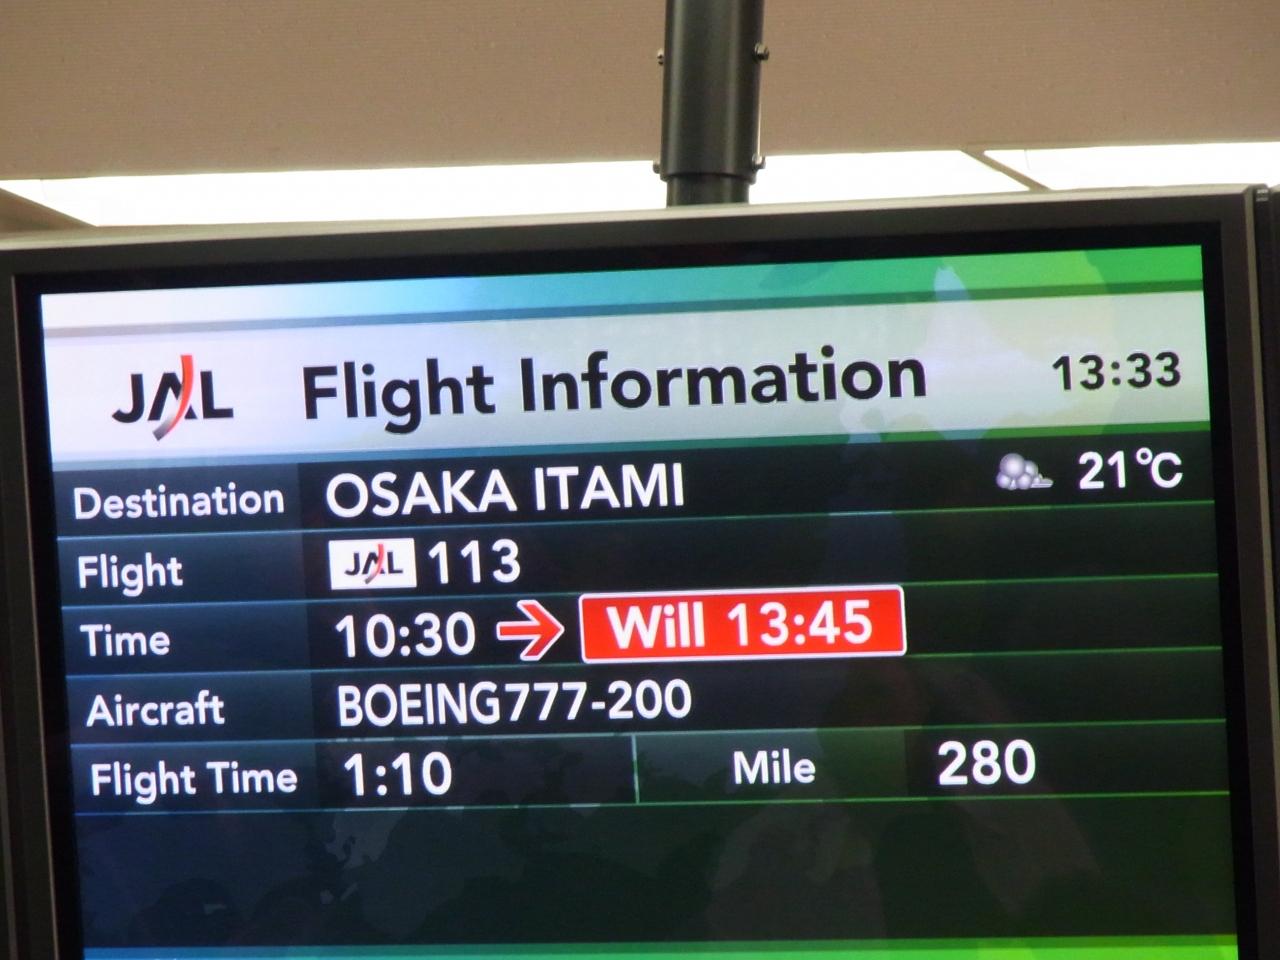 JAL Flight Information 13:33
Destination OSAKA ITAMI 21°C
Flight JAL 113
Time 10:30 → Will 13:45
Aircraft BOEING777-200
Flight Time 1:10 Mile 280